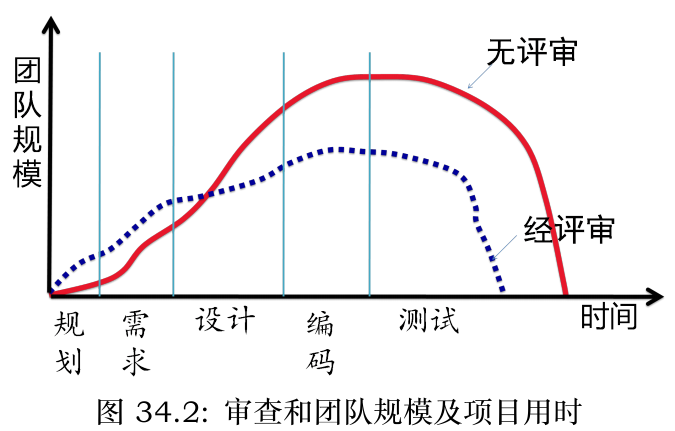 团队规模
无评审
经评审
时间
规划
需求
设计
编码
测试
图 34.2: 审查和团队规模及项目用时